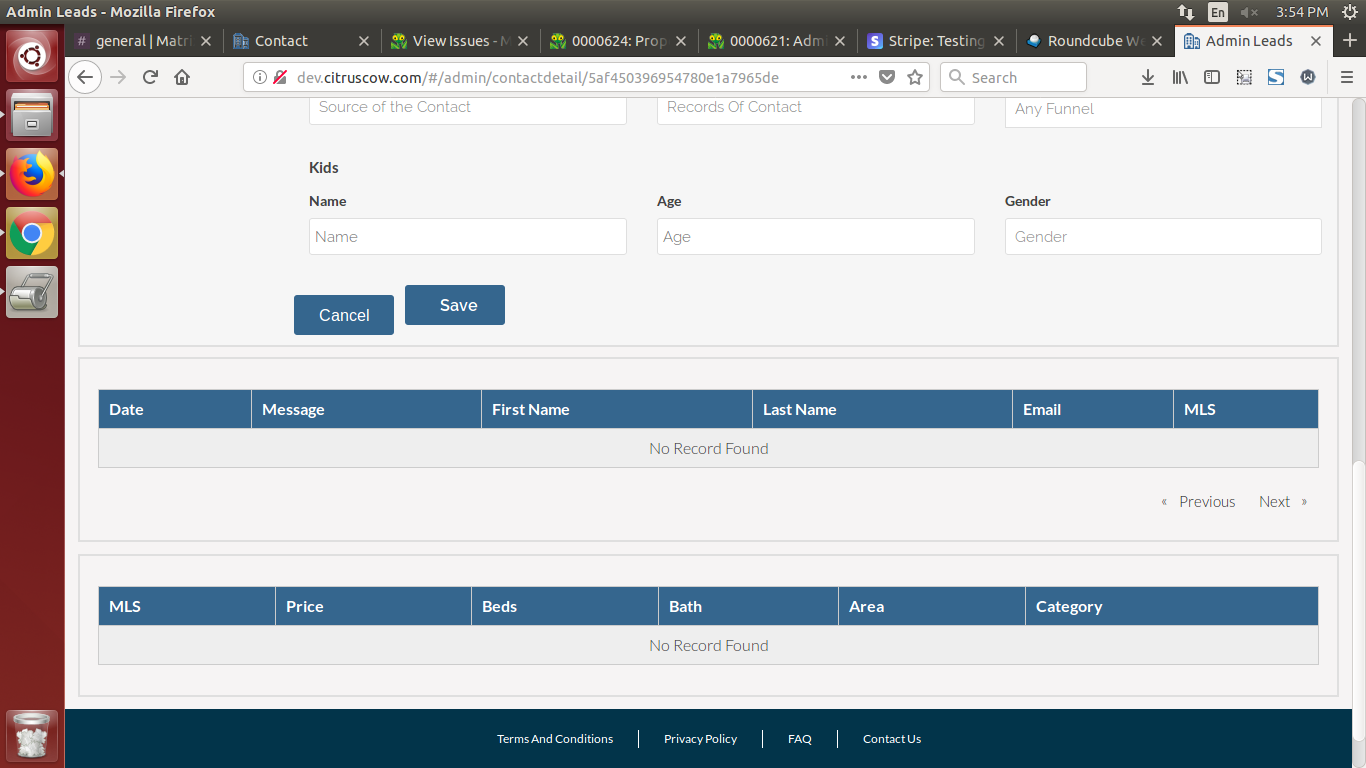 Admin Leads - Mozilla Firefox
En
3:54 PM
# general | Matri
Contact
View Issues - M
0000624: Prop
0000621: Adm
Stripe: Testing
Roundcube We
Admin Leads
dev.citruscow.com/#/admin/contactdetail/5af450396954780e1a7965de
Search
Source of the Contact
Records Of Contact
Any Funnel
Kids
Name
Age
Gender
Name
Age
Gender
Cancel
Save
Date
Message
First Name
Last Name
Email
MLS
No Record Found
« Previous
Next »
MLS
Price
Beds
Bath
Area
Category
No Record Found
Terms And Conditions
Privacy Policy
FAQ
Contact Us